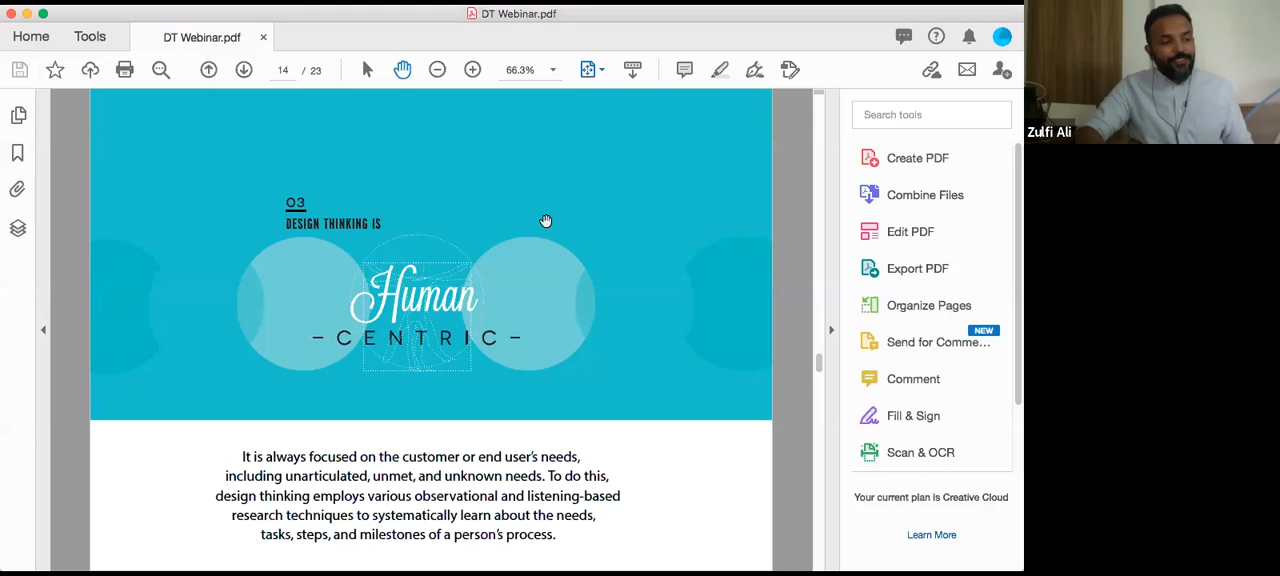 DT Webinar.pdf
Home
Tools
DT Webinar.pdf
14 / 23
66.3%
Zulfi Ali
Search tools
Create PDF
Combine Files
Edit PDF
Export PDF
Organize Pages
NEW
Send for Comme...
Comment
Fill & Sign
Scan & OCR
Your current plan is Creative Cloud
Learn More
03
DESIGN THINKING IS
Human
– CENTRIC –
It is always focused on the customer or end user's needs,
including unarticulated, unmet, and unknown needs. To do this,
design thinking employs various observational and listening-based
research techniques to systematically learn about the needs,
tasks, steps, and milestones of a person's process.